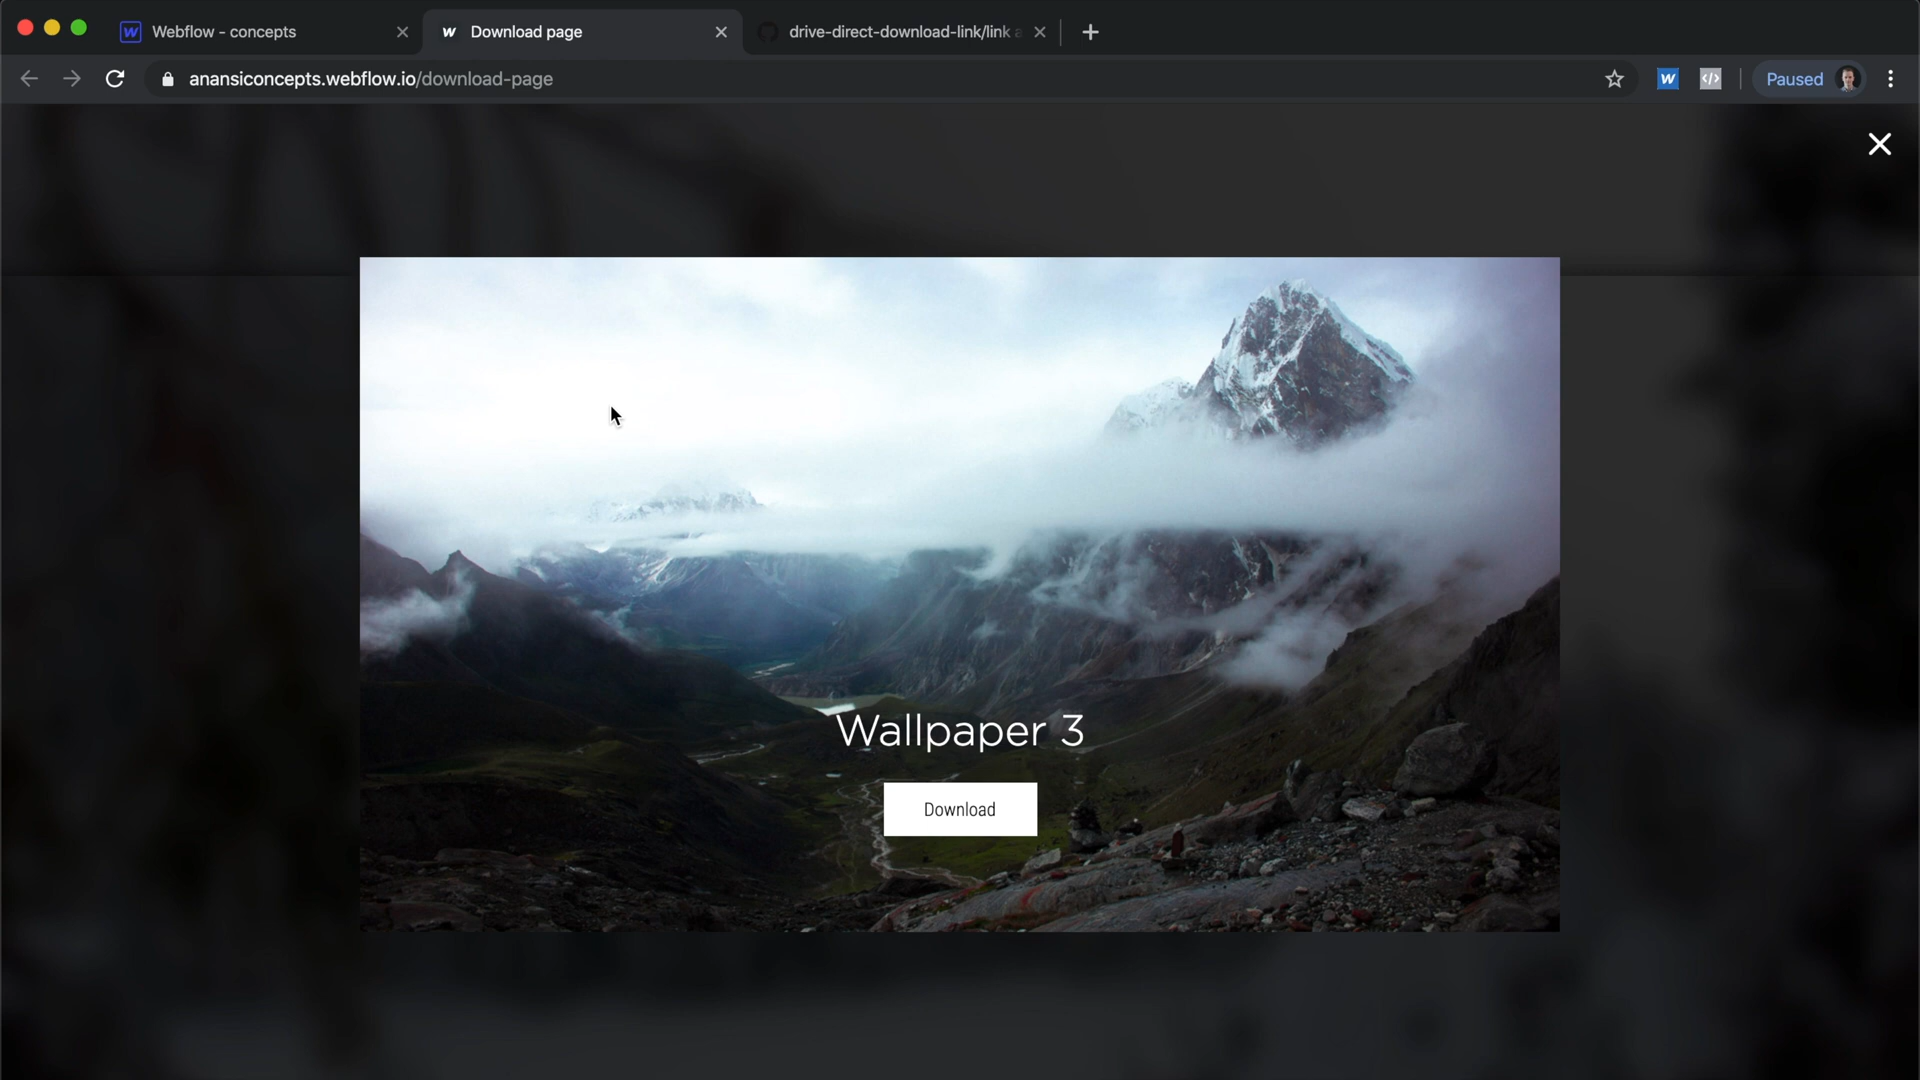 Webflow - concepts
Download page
drive-direct-download-link/link
anansiconcepts.webflow.io/download-page
Paused
Wallpaper 3
Download